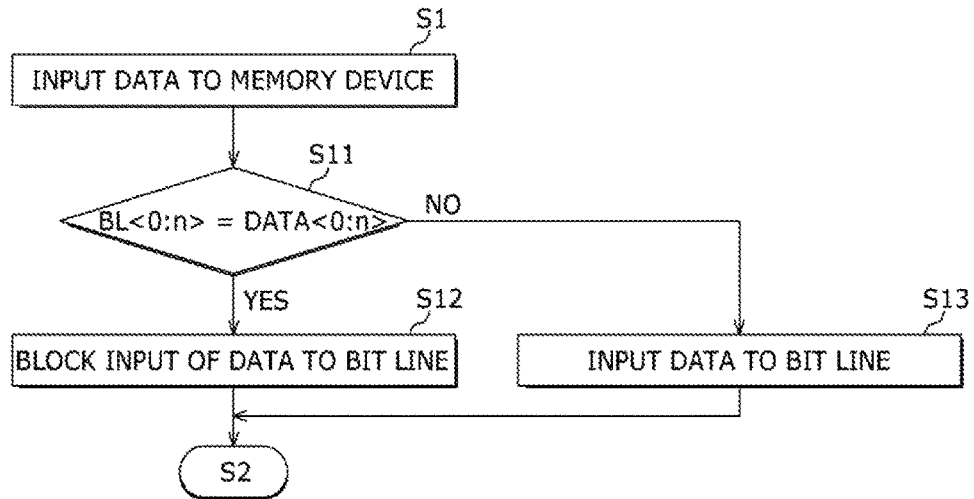 S1
INPUT DATA TO MEMORY DEVICE
S11
BL<0:n> = DATA<0:n>
NO
YES
S12
BLOCK INPUT OF DATA TO BIT LINE
S13
INPUT DATA TO BIT LINE
S2